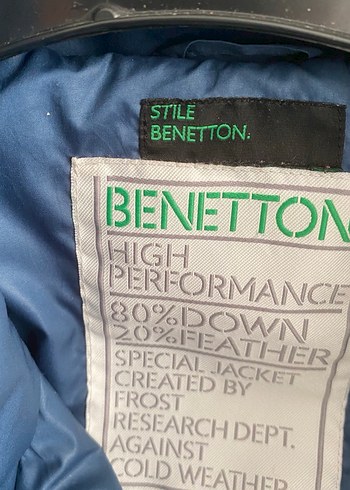 STILE
BENETTON.
BENETTON
HIGH
PERFORMANCE
80% DOWN
20% FEATHER
SPECIAL JACKET
CREATED BY
FROST
RESEARCH DEPT.
AGAINST
COLD WEATHER